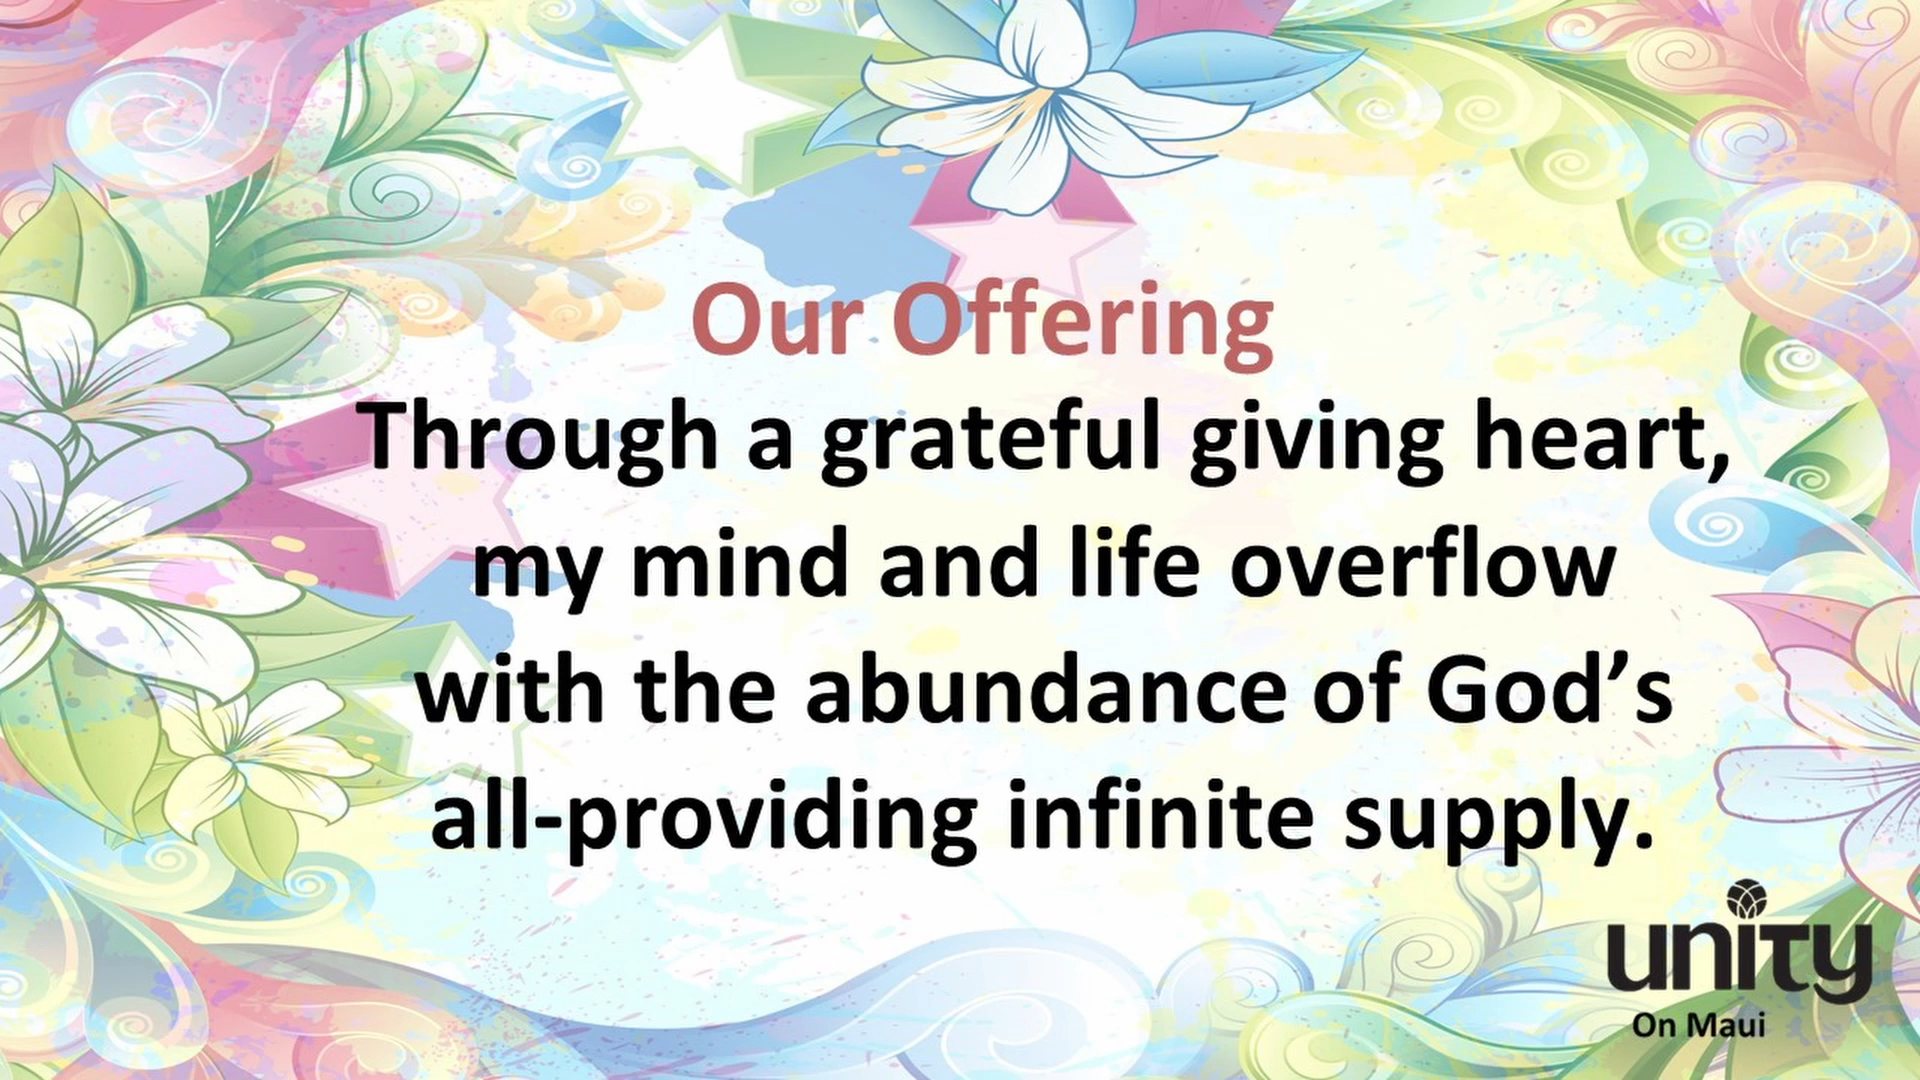 Our Offering
Through a grateful giving heart,
my mind and life overflow
with the abundance of God’s
all-providing infinite supply.
unity
On Maui